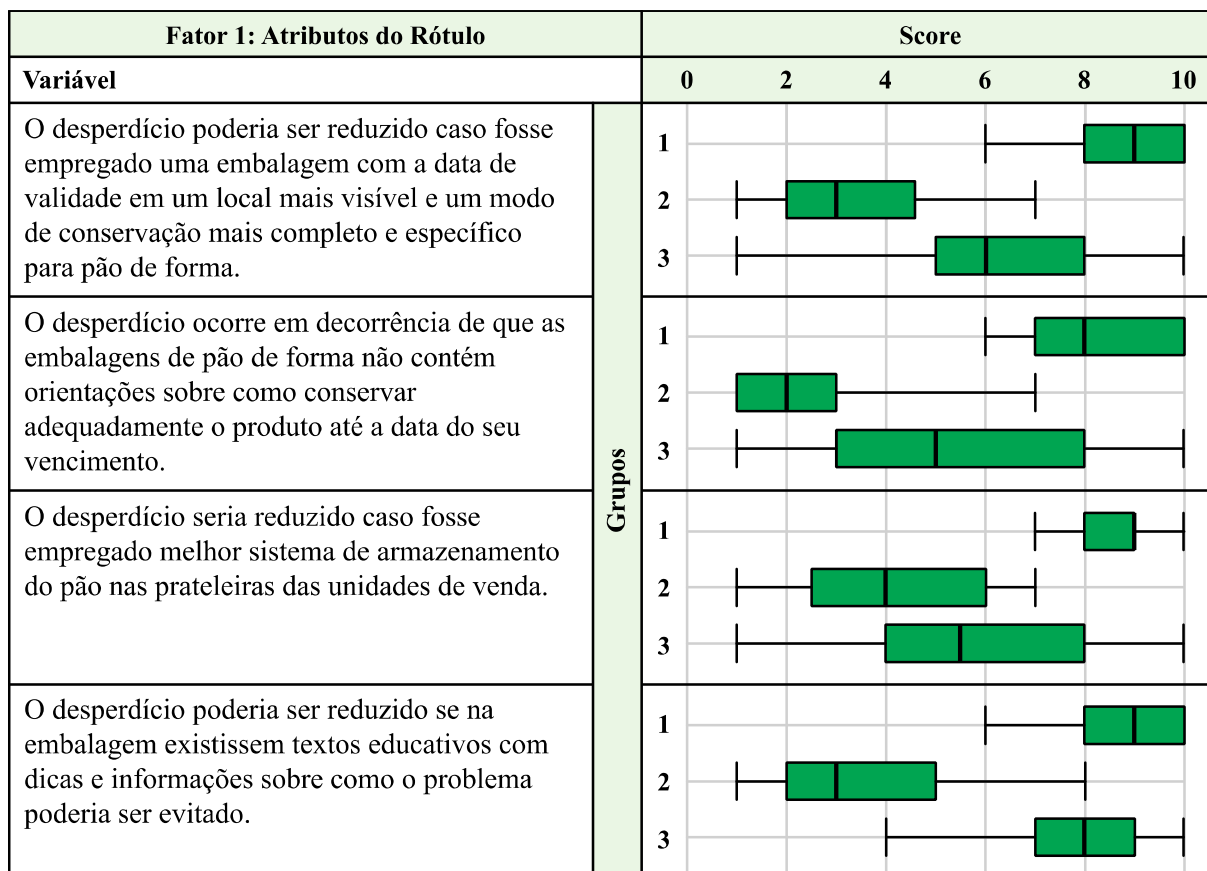 Fator 1: Atributos do Rótulo
Score
Variável
0 2 4 6 8 10
O desperdício poderia ser reduzido caso fosse
empregado uma embalagem com a data de
validade em um local mais visível e um modo
de conservação mais completo e específico
para pão de forma.
1
2
3
O desperdício ocorre em decorrência de que as
embalagens de pão de forma não contém
orientações sobre como conservar
adequadamente o produto até a data do seu
vencimento.
1
2
3
Grupos
O desperdício seria reduzido caso fosse
empregado melhor sistema de armazenamento
do pão nas prateleiras das unidades de venda.
1
2
3
O desperdício poderia ser reduzido se na
embalagem existissem textos educativos com
dicas e informações sobre como o problema
poderia ser evitado.
1
2
3